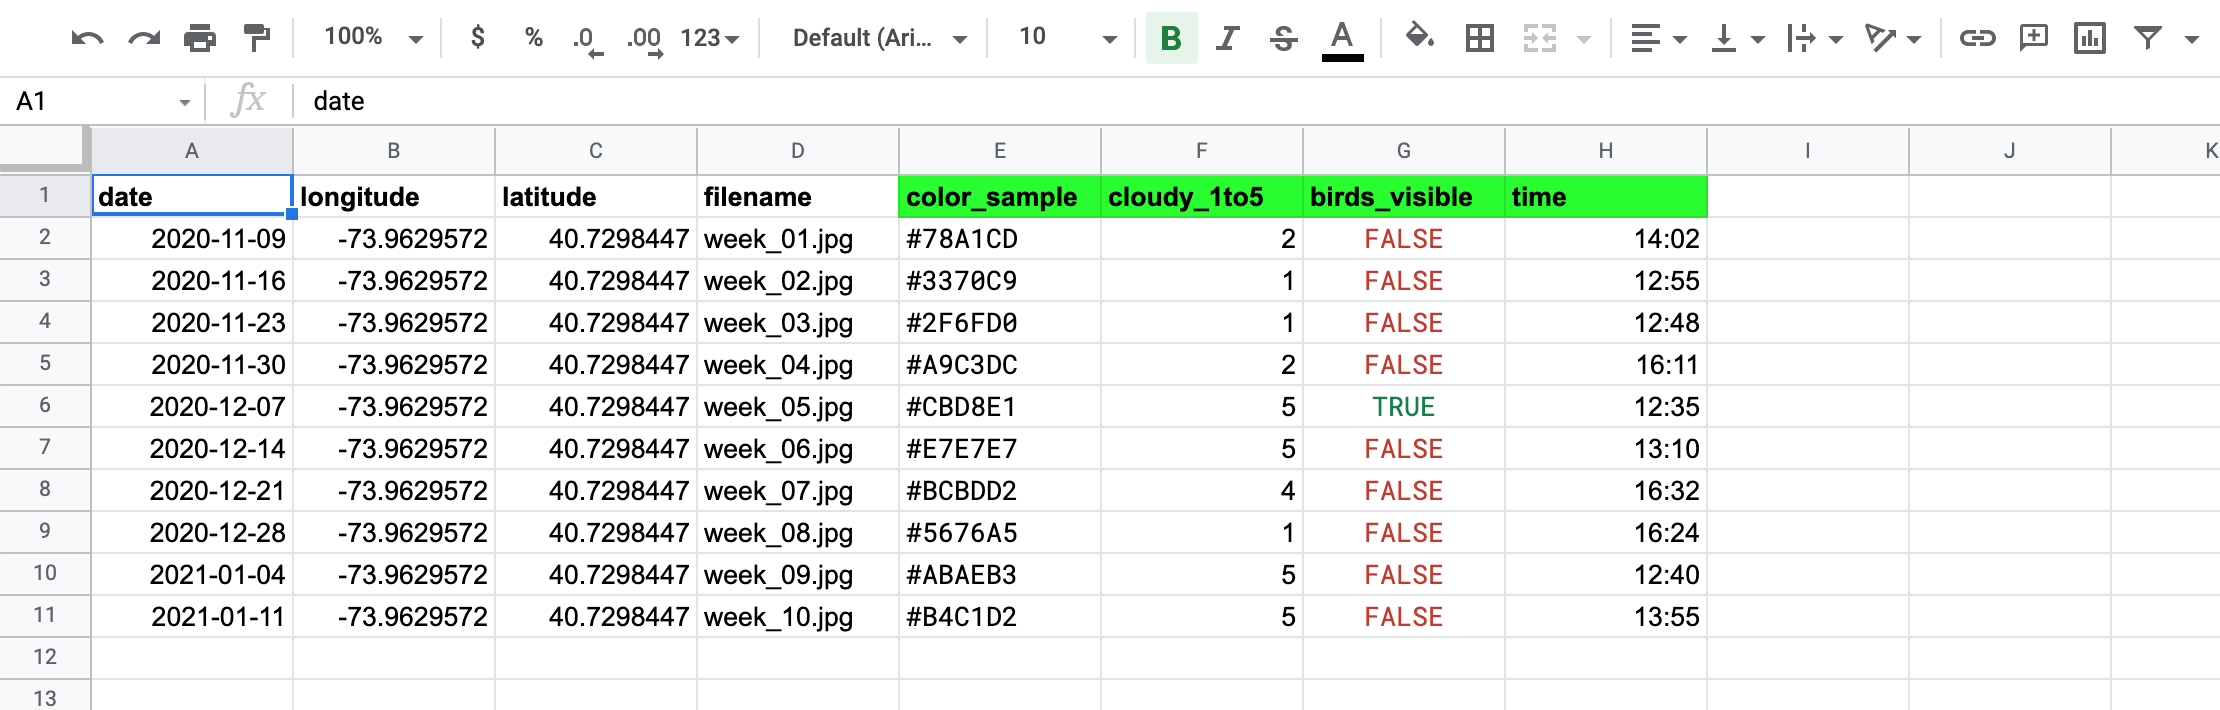 100% $ % .0 .00 123 Default (Ari... 10 B I S A
A1 fx date
A B C D E F G H I J K
1 date longitude latitude filename color_sample cloudy_1to5 birds_visible time
2 2020-11-09 -73.9629572 40.7298447 week_01.jpg #78A1CD 2 FALSE 14:02
3 2020-11-16 -73.9629572 40.7298447 week_02.jpg #3370C9 1 FALSE 12:55
4 2020-11-23 -73.9629572 40.7298447 week_03.jpg #2F6FD0 1 FALSE 12:48
5 2020-11-30 -73.9629572 40.7298447 week_04.jpg #A9C3DC 2 FALSE 16:11
6 2020-12-07 -73.9629572 40.7298447 week_05.jpg #CBD8E1 5 TRUE 12:35
7 2020-12-14 -73.9629572 40.7298447 week_06.jpg #E7E7E7 5 FALSE 13:10
8 2020-12-21 -73.9629572 40.7298447 week_07.jpg #BCBDD2 4 FALSE 16:32
9 2020-12-28 -73.9629572 40.7298447 week_08.jpg #5676A5 1 FALSE 16:24
10 2021-01-04 -73.9629572 40.7298447 week_09.jpg #ABAEB3 5 FALSE 12:40
11 2021-01-11 -73.9629572 40.7298447 week_10.jpg #B4C1D2 5 FALSE 13:55
12
13